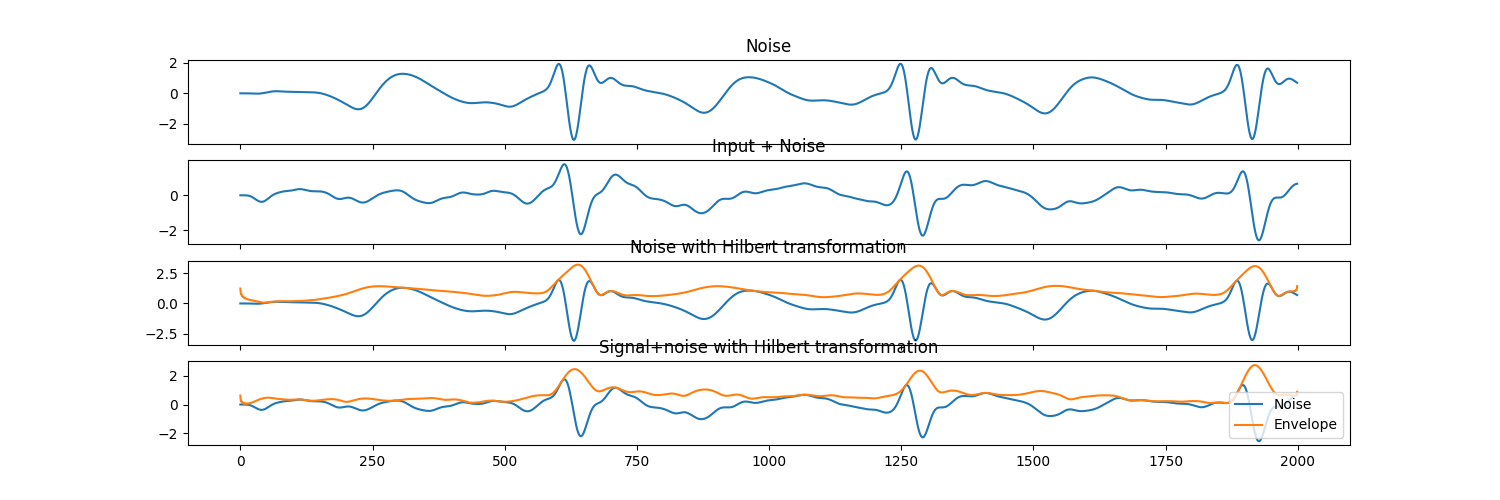 Noise
2
0
−2
Input + Noise
0
−2
Noise with Hilbert transformation
2.5
0.0
−2.5
Signal+noise with Hilbert transformation
2
0
−2
Noise
Envelope
0 250 500 750 1000 1250 1500 1750 2000